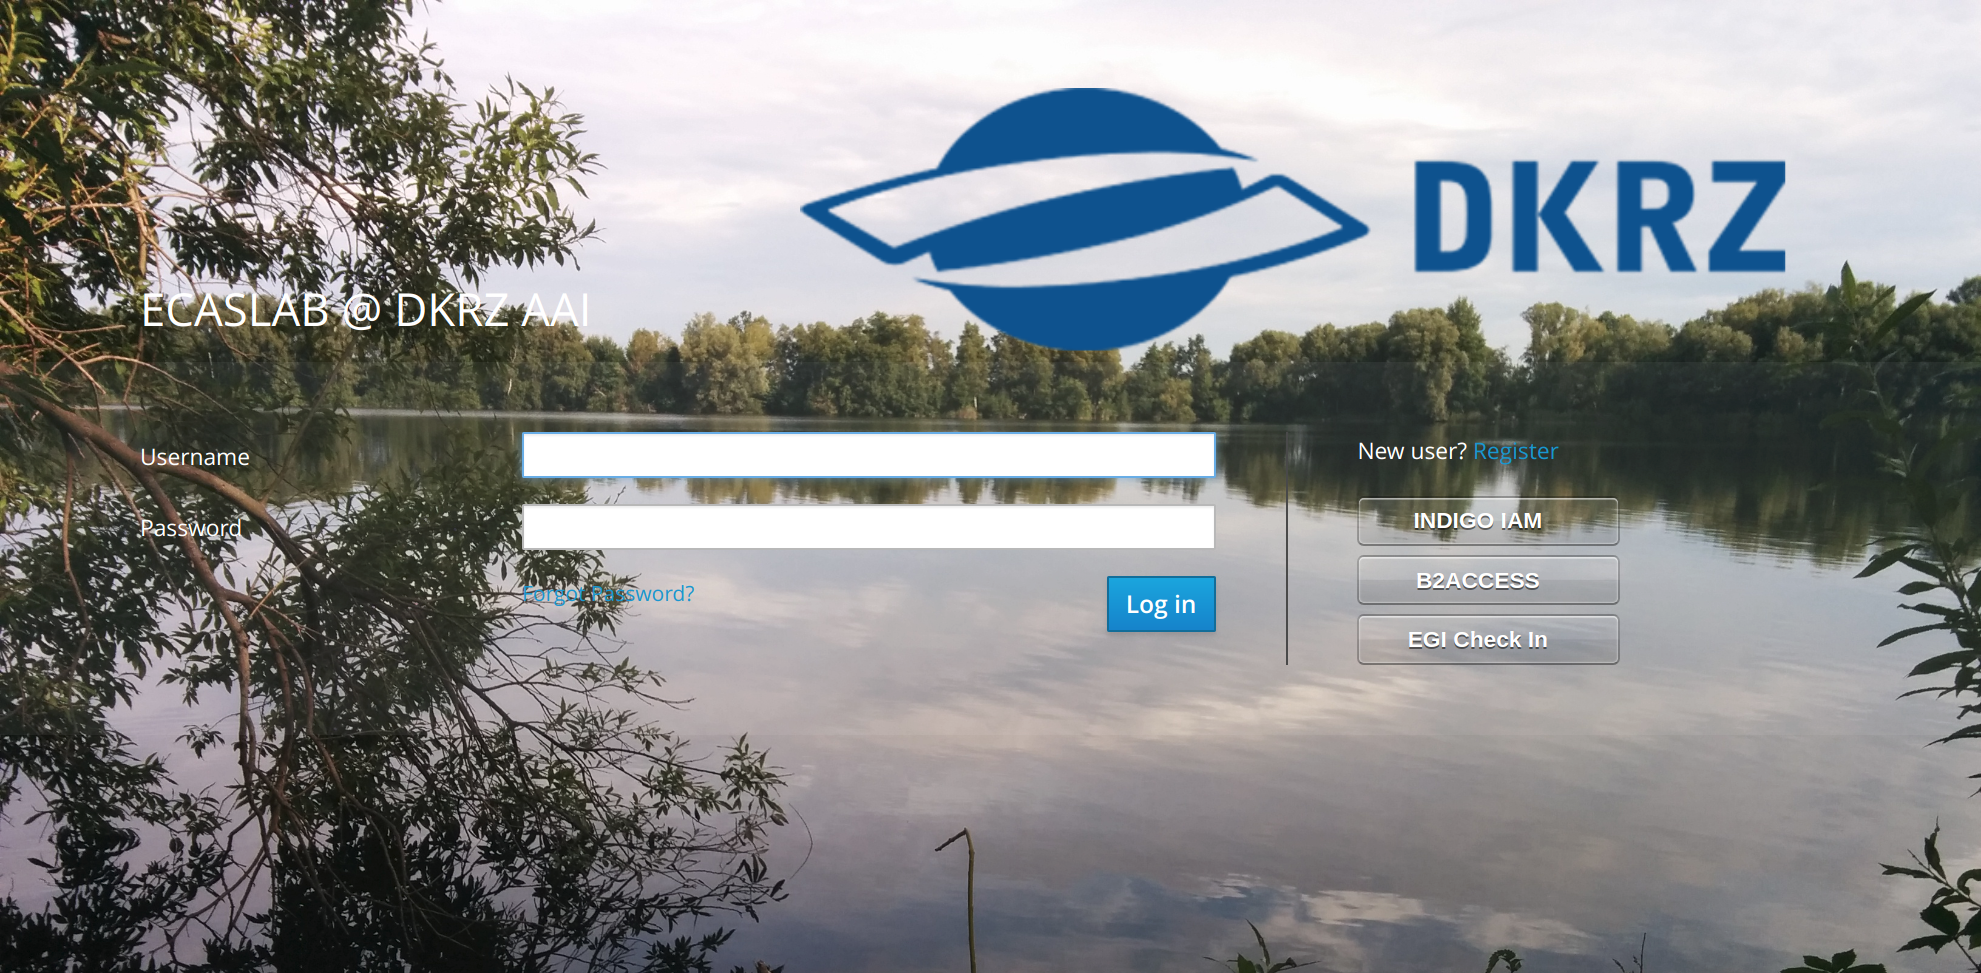 DKRZ
ECASLAB @ DKRZ AAI
Username
Password
Forgot Password?
Log in
New user? Register
INDIGO IAM
B2ACCESS
EGI Check In